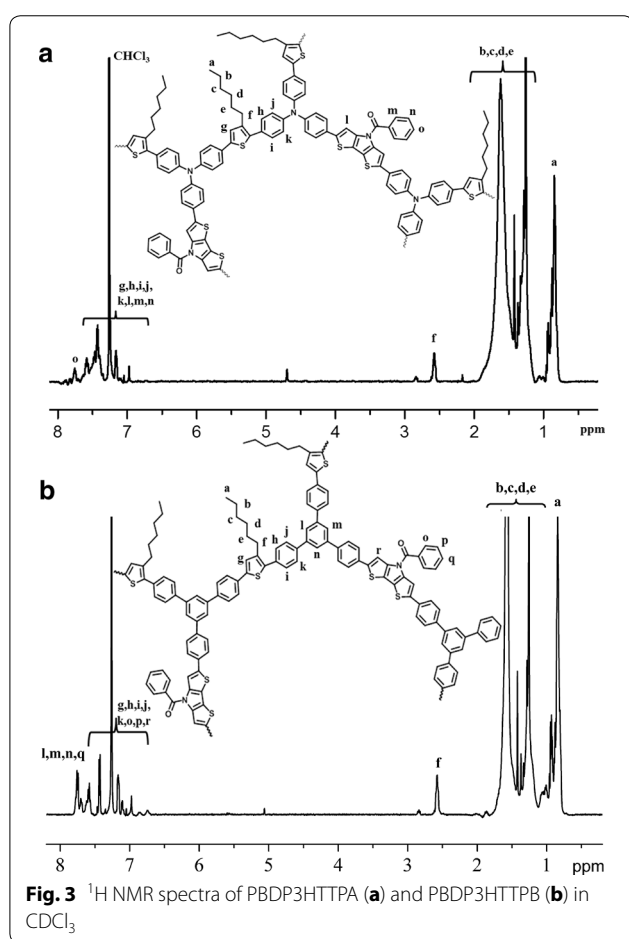 a
CHCl3
b,c,d,e
a
b
c
d
e
f
g
h
j
i
k
S
S
S
S
N
N
N
N
N
O
l
m
n
o
S
S
S
S
N
O
g,h,i,j,
k,l,m,n
o
f
a
8 7 6 5 4 3 2 1 ppm
b
b,c,d,e
a
a
b
c
d
e
f
g
h
j
i
k
l
m
n
S
S
S
r
N
O
o
p
q
S
S
N
O
S
S
g,h,i,j,
k,o,p,r
l,m,n,q
f
8 7 6 5 4 3 2 1 ppm
Fig. 3 1H NMR spectra of PBDP3HTTPA (a) and PBDP3HTTPB (b) in
CDCl3